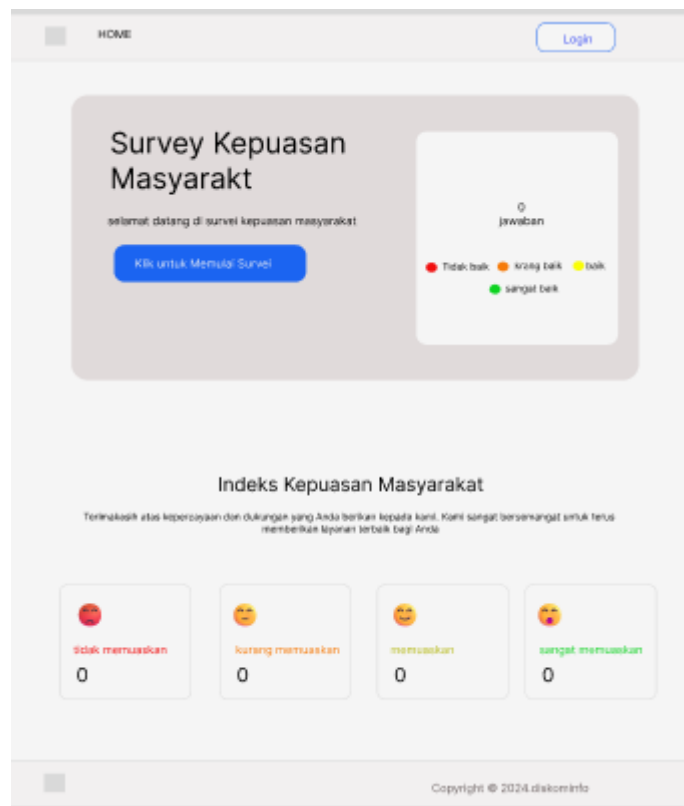 HOME
Login
Survey Kepuasan
Masyarakt
selamat datang di survei kepuasan masyarakat
Klik untuk Memulai Survei
0
jawaban
Tidak baik
krang baik
baik
sangat baik
Indeks Kepuasan Masyarakat
Terimakasih atas kepercayaan dan dukungan yang Anda berikan kepada kami. Kami sangat bersemangat untuk terus
memberikan layanan terbaik bagi Anda
tidak memuaskan
0
kurang memuaskan
0
memuaskan
0
sangat memuaskan
0
Copyright © 2024.diskominfo